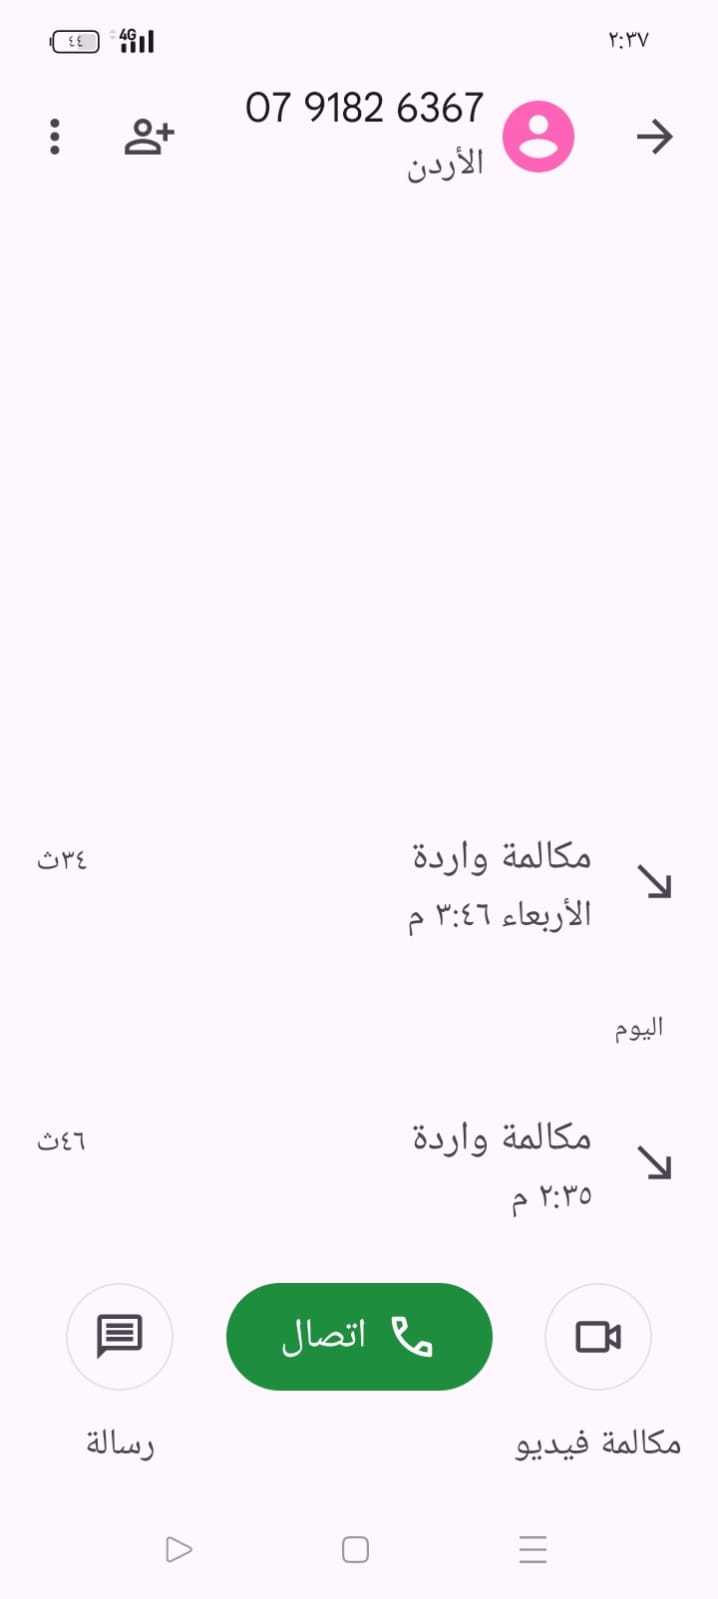 ٢:٣٧
4G
٤٤
07 9182 6367
الأردن
مكالمة واردة
٣٤ث
الأربعاء ٣:٤٦ م
اليوم
مكالمة واردة
٤٦ث
٢:٣٥ م
اتصال
مكالمة فيديو
رسالة